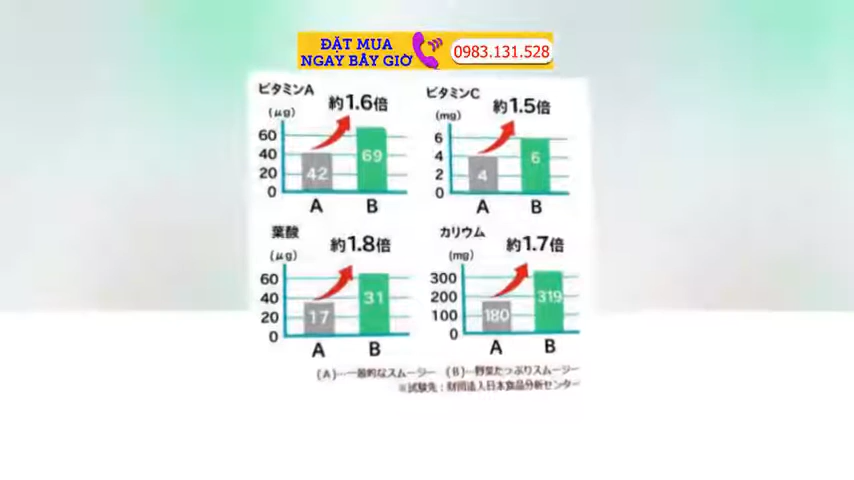 ĐẶT MUA
NGAY BÂY GIỜ
0983.131.528
ビタミンA
約1.6倍
(μg)
60
40
20
0
42
69
A
B
ビタミンC
約1.5倍
(mg)
6
4
2
0
4
6
A
B
葉酸
約1.8倍
(μg)
60
40
20
0
17
31
A
B
カリウム
約1.7倍
(mg)
300
200
100
0
180
319
A
B
(A)…一般的なスムージー (B)…野菜たっぷりスムージー
※試験先：財団法人日本食品分析センター